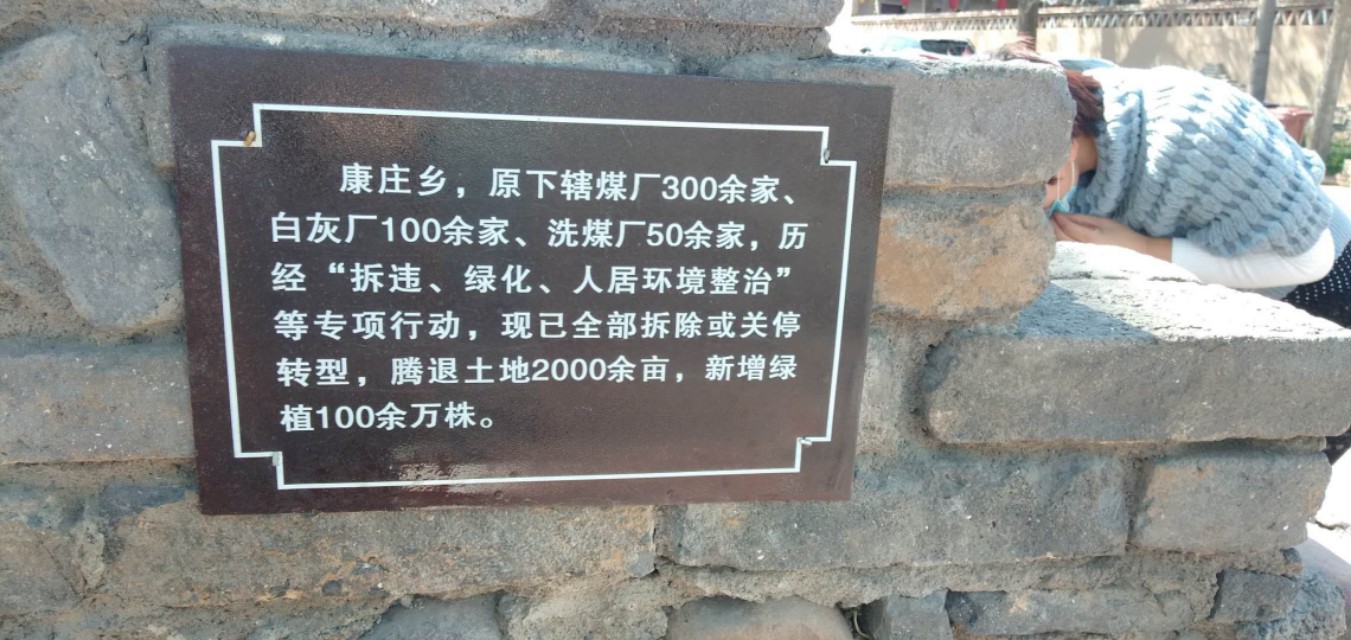 康庄乡，原下辖煤厂300余家、
白灰厂100余家、洗煤厂50余家，历
经“拆违、绿化、人居环境整治”
等专项行动，现已全部拆除或关停
转型，腾退土地2000余亩，新增绿
植100余万株。